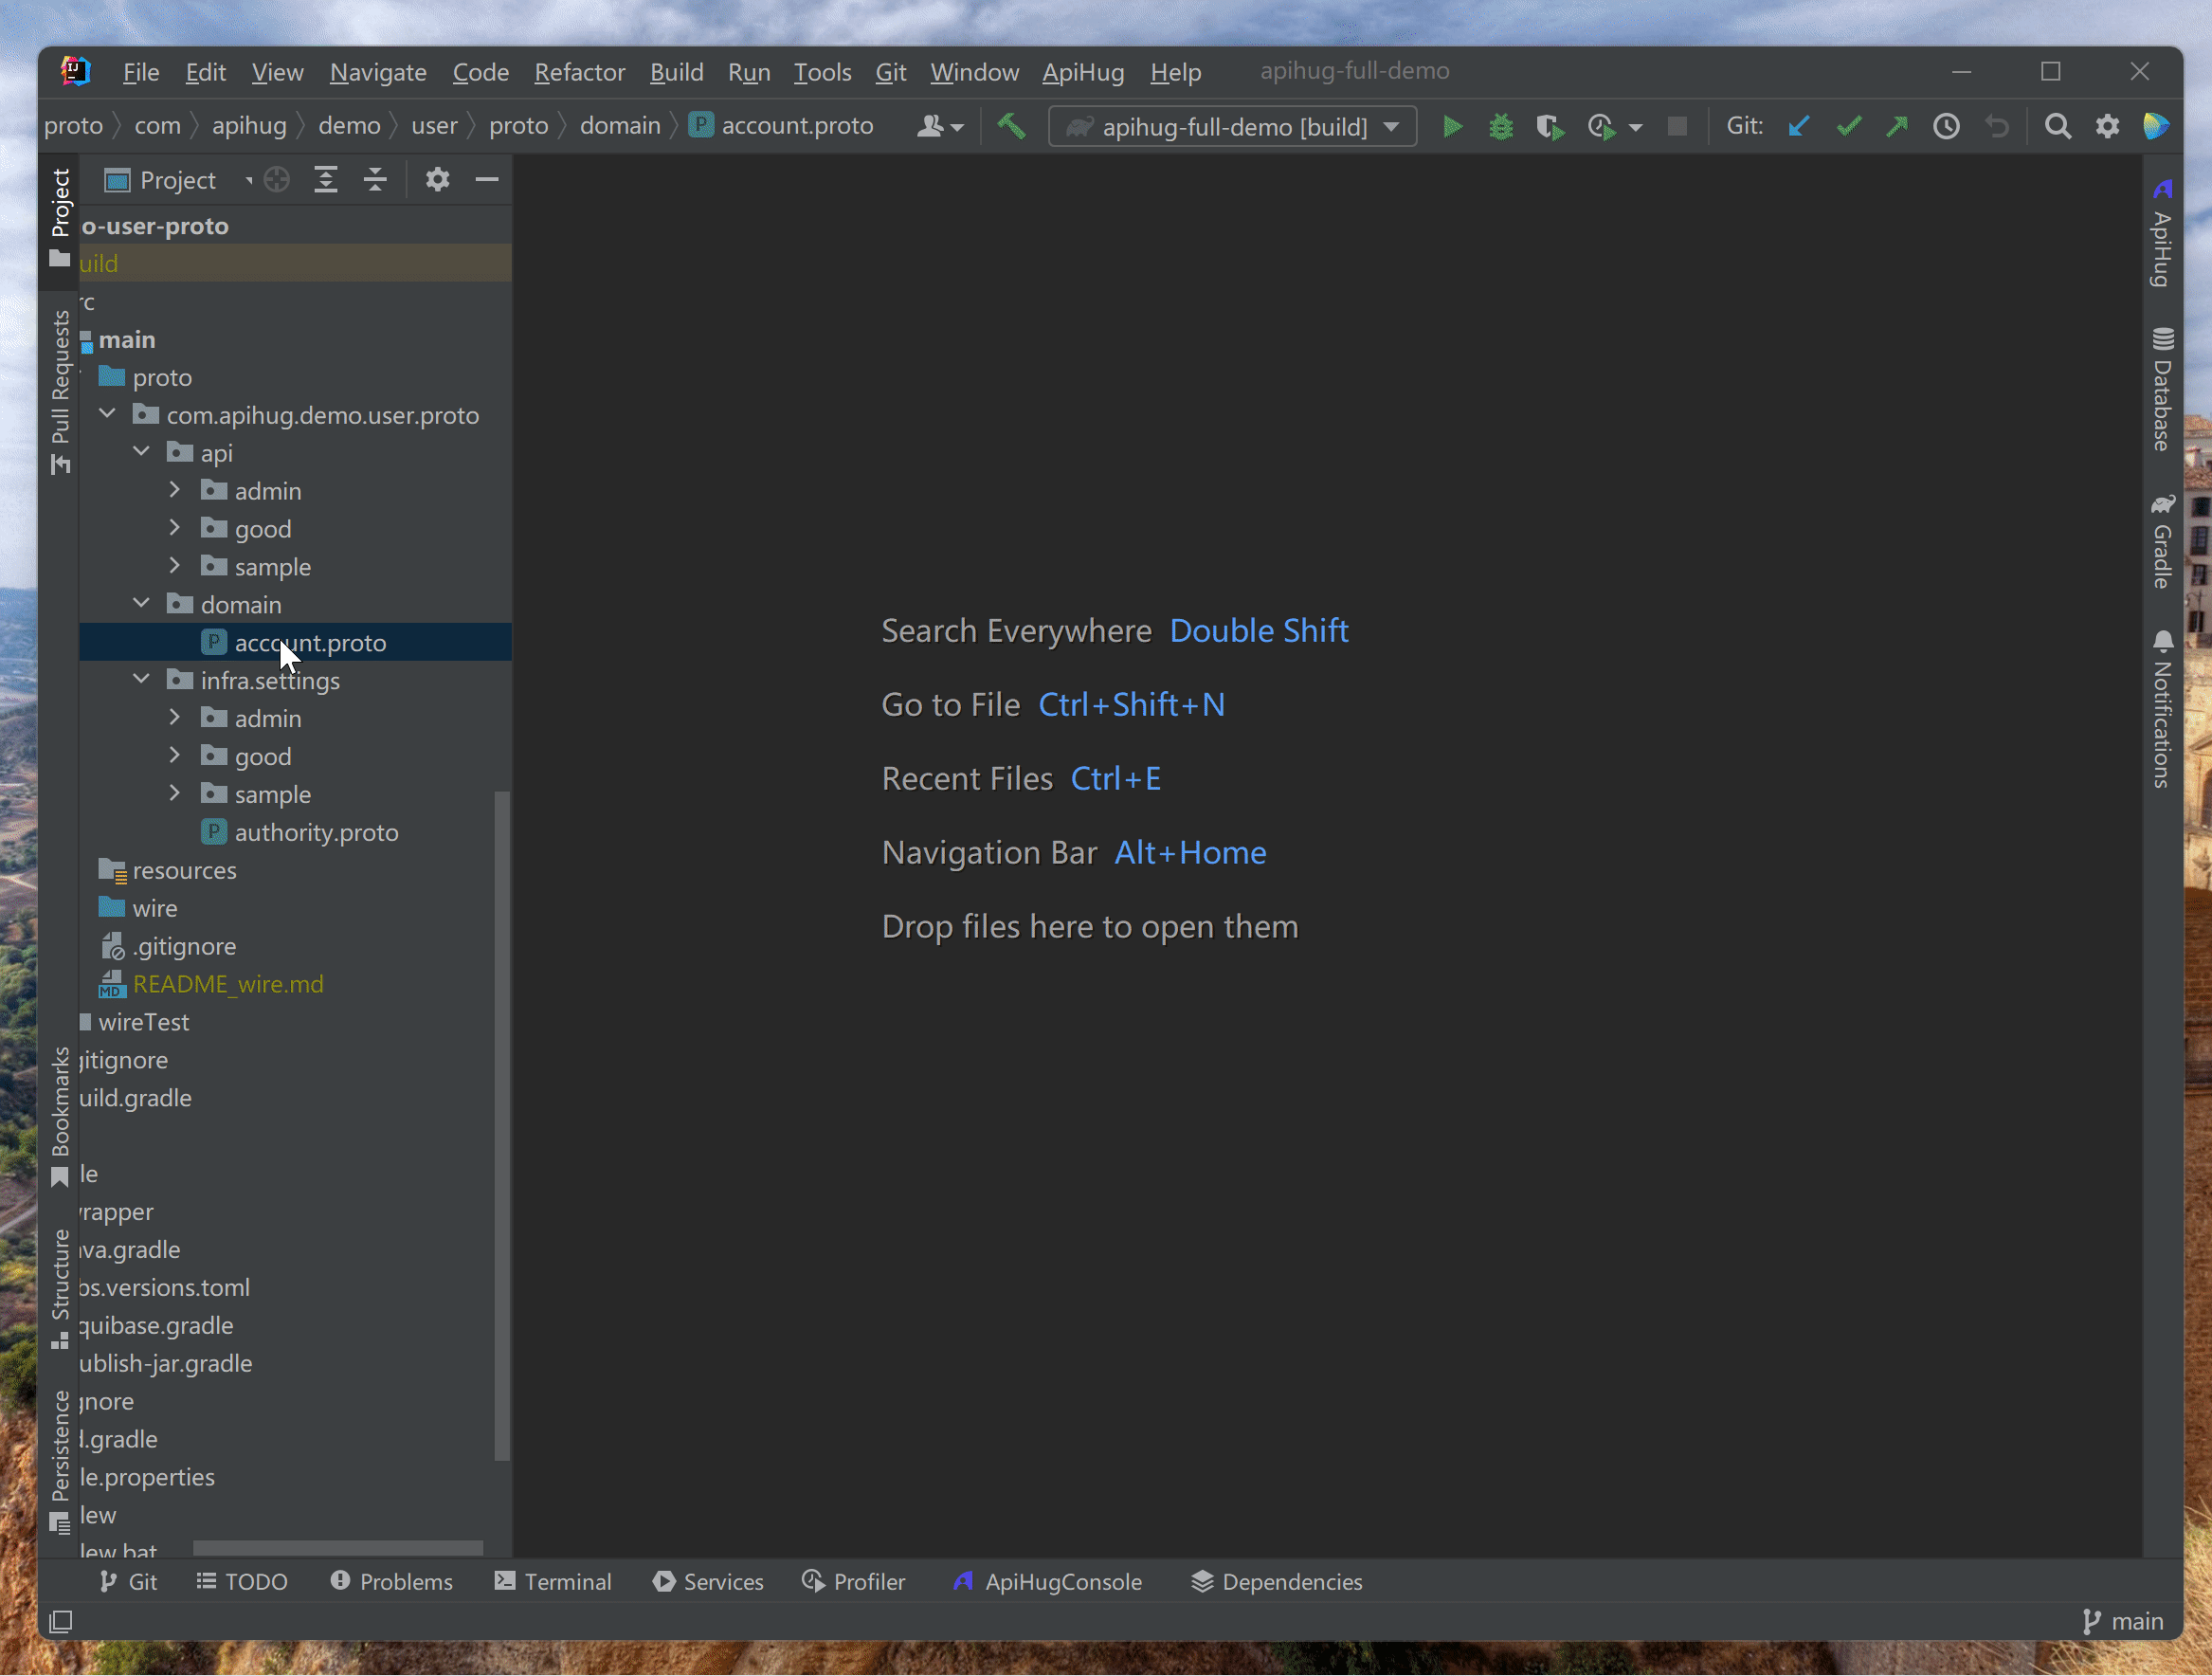 File Edit View Navigate Code Refactor Build Run Tools Git Window ApiHug Help apihug-full-demo
proto com apihug demo user proto domain account.proto apihug-full-demo [build] Git:
Project
Project
Pull Requests
Bookmarks
Structure
Persistence
o-user-proto
uild
rc
main
proto
com.apihug.demo.user.proto
api
admin
good
sample
domain
account.proto
infra.settings
admin
good
sample
authority.proto
resources
wire
.gitignore
README_wire.md
wireTest
gitignore
uild.gradle
le
wrapper
ava.gradle
bs.versions.toml
quibase.gradle
ublish-jar.gradle
gnore
d.gradle
le.properties
lew
lew.bat
Search Everywhere Double Shift
Go to File Ctrl+Shift+N
Recent Files Ctrl+E
Navigation Bar Alt+Home
Drop files here to open them
ApiHug
Database
Gradle
Notifications
Git TODO Problems Terminal Services Profiler ApiHugConsole Dependencies
main